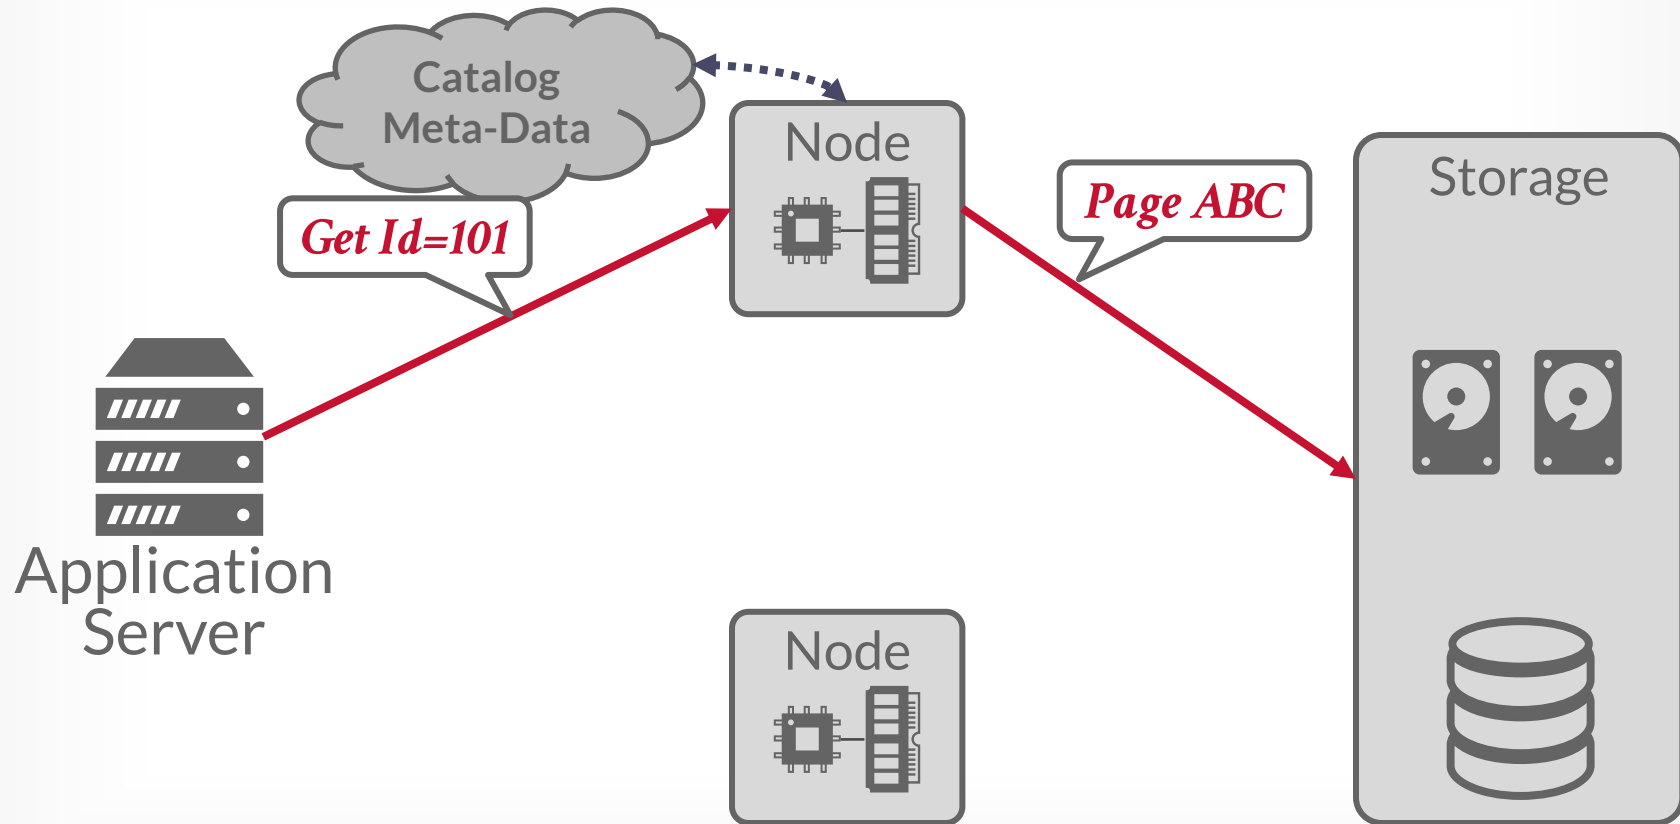 Catalog
Meta-Data
Node
Page ABC
Storage
Get Id=101
Application
Server
Node